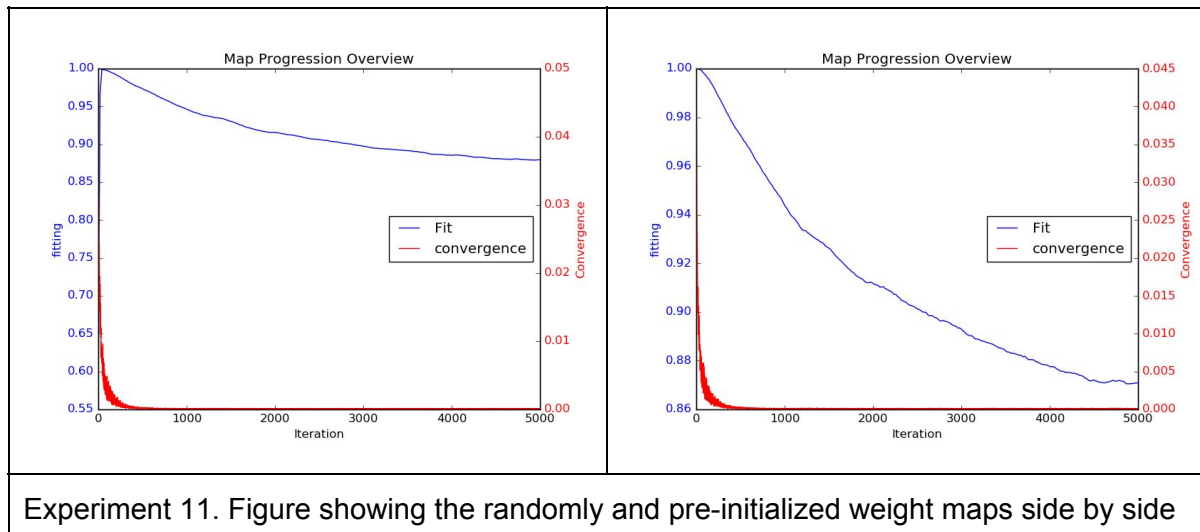 Map Progression Overview
1.00
0.95
0.90
0.85
0.80
0.75
0.70
0.65
0.60
0.55
fitting
0.05
0.04
0.03
0.02
0.01
0.00
Convergence
Fit
convergence
0 1000 2000 3000 4000 5000
Iteration
Map Progression Overview
1.00
0.98
0.96
0.94
0.92
0.90
0.88
0.86
fitting
0.045
0.040
0.035
0.030
0.025
0.020
0.015
0.010
0.005
0.000
Convergence
Fit
convergence
0 1000 2000 3000 4000 5000
Iteration
Experiment 11. Figure showing the randomly and pre-initialized weight maps side by side